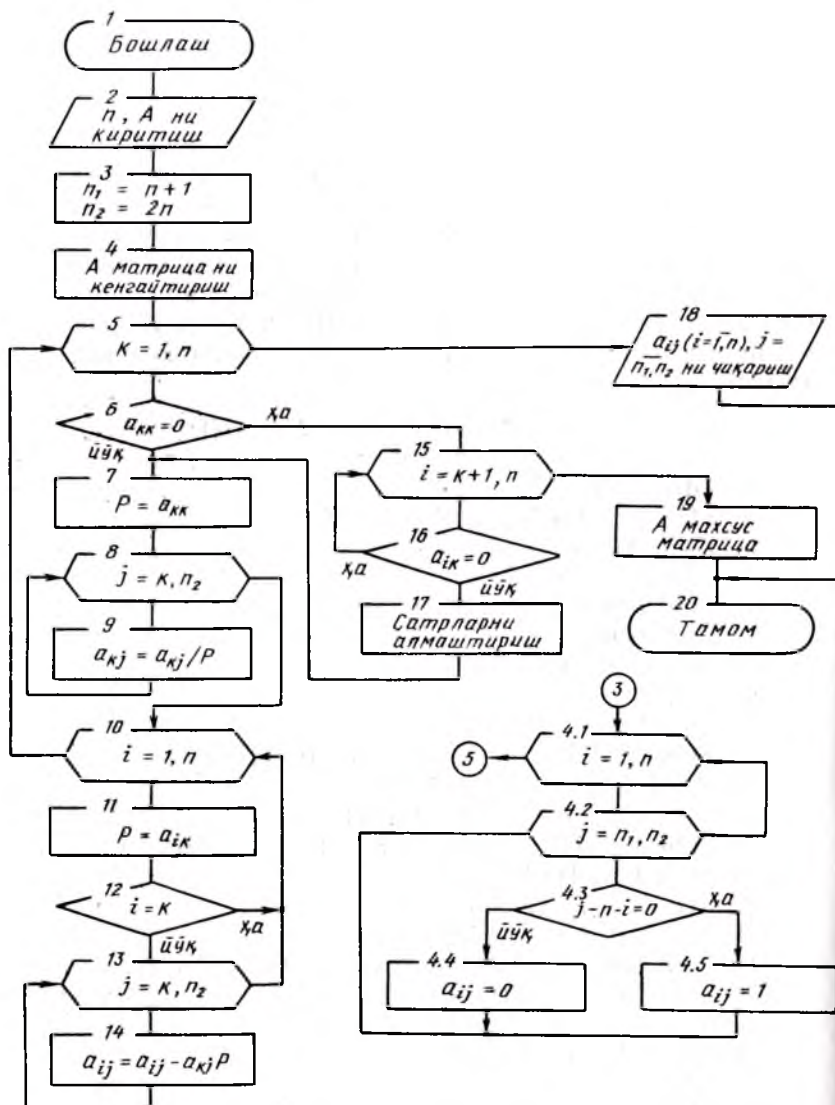 1
Бошлаш
2
n, A ни
киритиш
3
n₁ = n+1
n₂ = 2n
4
A матрица ни
кенгайтириш
5
K = 1, n
6
aₖₖ=0
ҳа
йўқ
7
P = aₖₖ
8
j = K, n₂
9
aₖⱼ = aₖⱼ/P
10
i = 1, n
11
P = aᵢₖ
12
i = K
ҳа
йўқ
13
j = K, n₂
14
aᵢⱼ = aᵢⱼ - aₖⱼP
15
i = K+1, n
16
aᵢₖ=0
ҳа
йўқ
17
Сатрларни
алмаштириш
18
aᵢⱼ (i=1,n), j =
n₁,n₂ ни чиқариш
19
A махсус
матрица
20
Тамом
3
4.1
i = 1, n
5
4.2
j = n₁, n₂
4.3
j-n-i=0
ҳа
йўқ
4.4
aᵢⱼ = 0
4.5
aᵢⱼ = 1